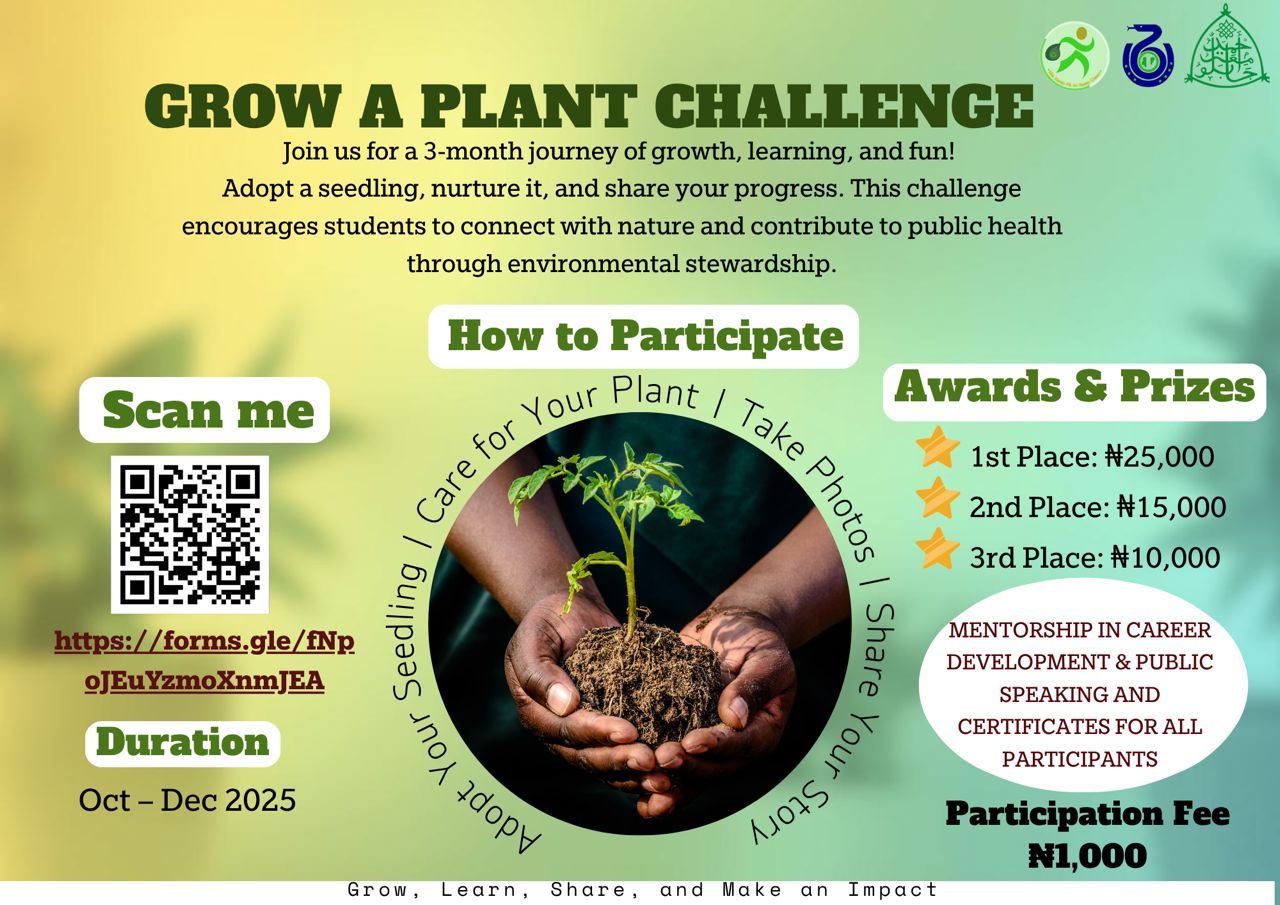 GROW A PLANT CHALLENGE
Join us for a 3-month journey of growth, learning, and fun!
Adopt a seedling, nurture it, and share your progress. This challenge
encourages students to connect with nature and contribute to public health
through environmental stewardship.
How to Participate
Adopt Your Seedling | Care for Your Plant | Take Photos | Share Your Story
Scan me
https://forms.gle/fNp
oJEuYzmoXnmJEA
Duration
Oct – Dec 2025
Awards & Prizes
1st Place: ₦25,000
2nd Place: ₦15,000
3rd Place: ₦10,000
MENTORSHIP IN CAREER
DEVELOPMENT & PUBLIC
SPEAKING AND
CERTIFICATES FOR ALL
PARTICIPANTS
Participation Fee
₦1,000
Grow, Learn, Share, and Make an Impact